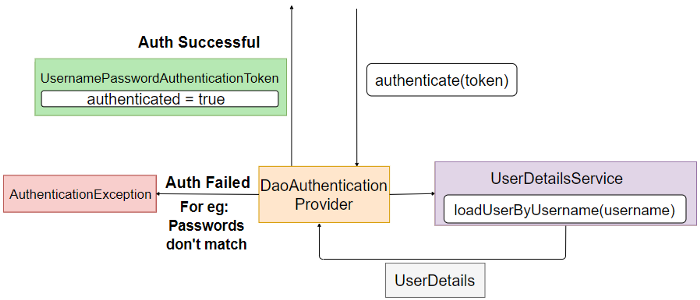 Auth Successful
UsernamePasswordAuthenticationToken
authenticated = true
authenticate(token)
AuthenticationException
Auth Failed
For eg:
Passwords
don't match
DaoAuthentication
Provider
UserDetailsService
loadUserByUsername(username)
UserDetails